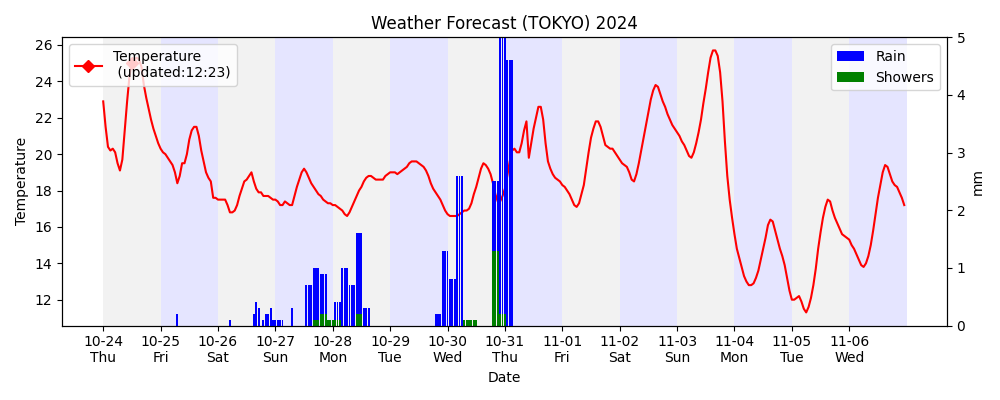 Weather Forecast (TOKYO) 2024
Temperature
(updated:12:23)
Rain
Showers
26
24
22
20
18
16
14
12
Temperature
5
4
3
2
1
0
mm
10-24 10-25 10-26 10-27 10-28 10-29 10-30 10-31 11-01 11-02 11-03 11-04 11-05 11-06
Thu Fri Sat Sun Mon Tue Wed Thu Fri Sat Sun Mon Tue Wed
Date